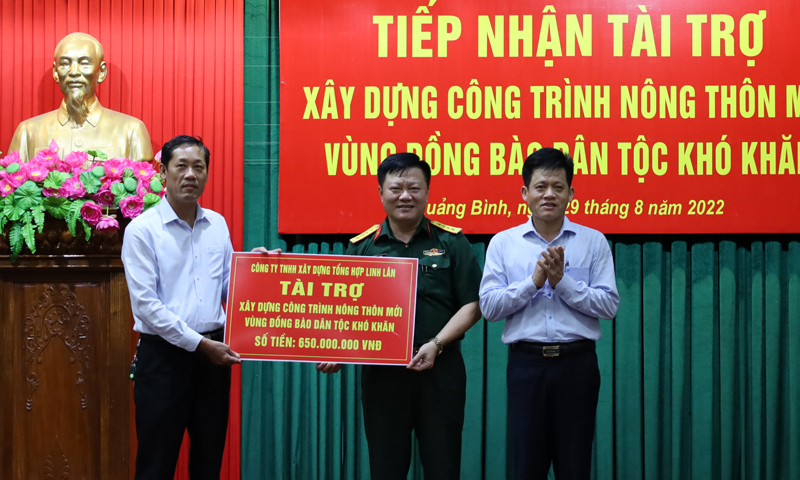 TIẾP NHẬN TÀI TRỢ
XÂY DỰNG CÔNG TRÌNH NÔNG THÔN M
VÙNG ĐỒNG BÀO DÂN TỘC KHÓ KHĂN
Quảng Bình, 29 tháng 8 năm 2022
CÔNG TY TNHH XÂY DỰNG TỔNG HỢP LINH LÂN
TÀI TRỢ
XÂY DỰNG CÔNG TRÌNH NÔNG THÔN MỚI
VÙNG ĐỒNG BÀO DÂN TỘC KHÓ KHĂN
SỐ TIỀN: 650.000.000 VNĐ